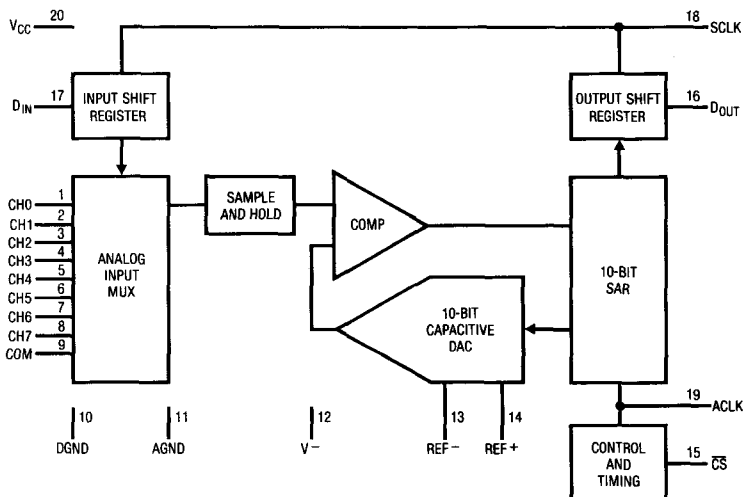 20
VCC
18
SCLK
17
DIN
INPUT SHIFT
REGISTER
OUTPUT SHIFT
REGISTER
16
DOUT
CH0 1
CH1 2
CH2 3
CH3 4
CH4 5
CH5 6
CH6 7
CH7 8
COM 9
ANALOG
INPUT
MUX
SAMPLE
AND HOLD
COMP
10-BIT
CAPACITIVE
DAC
10-BIT
SAR
10
DGND
11
AGND
12
V−
13
REF−
14
REF+
19
ACLK
CONTROL
AND
TIMING
15
C̅S̅